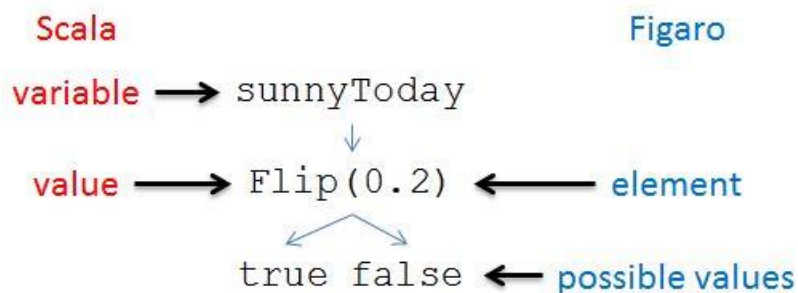 Scala Figaro
variable sunnyToday
value Flip(0.2) element
true false possible values